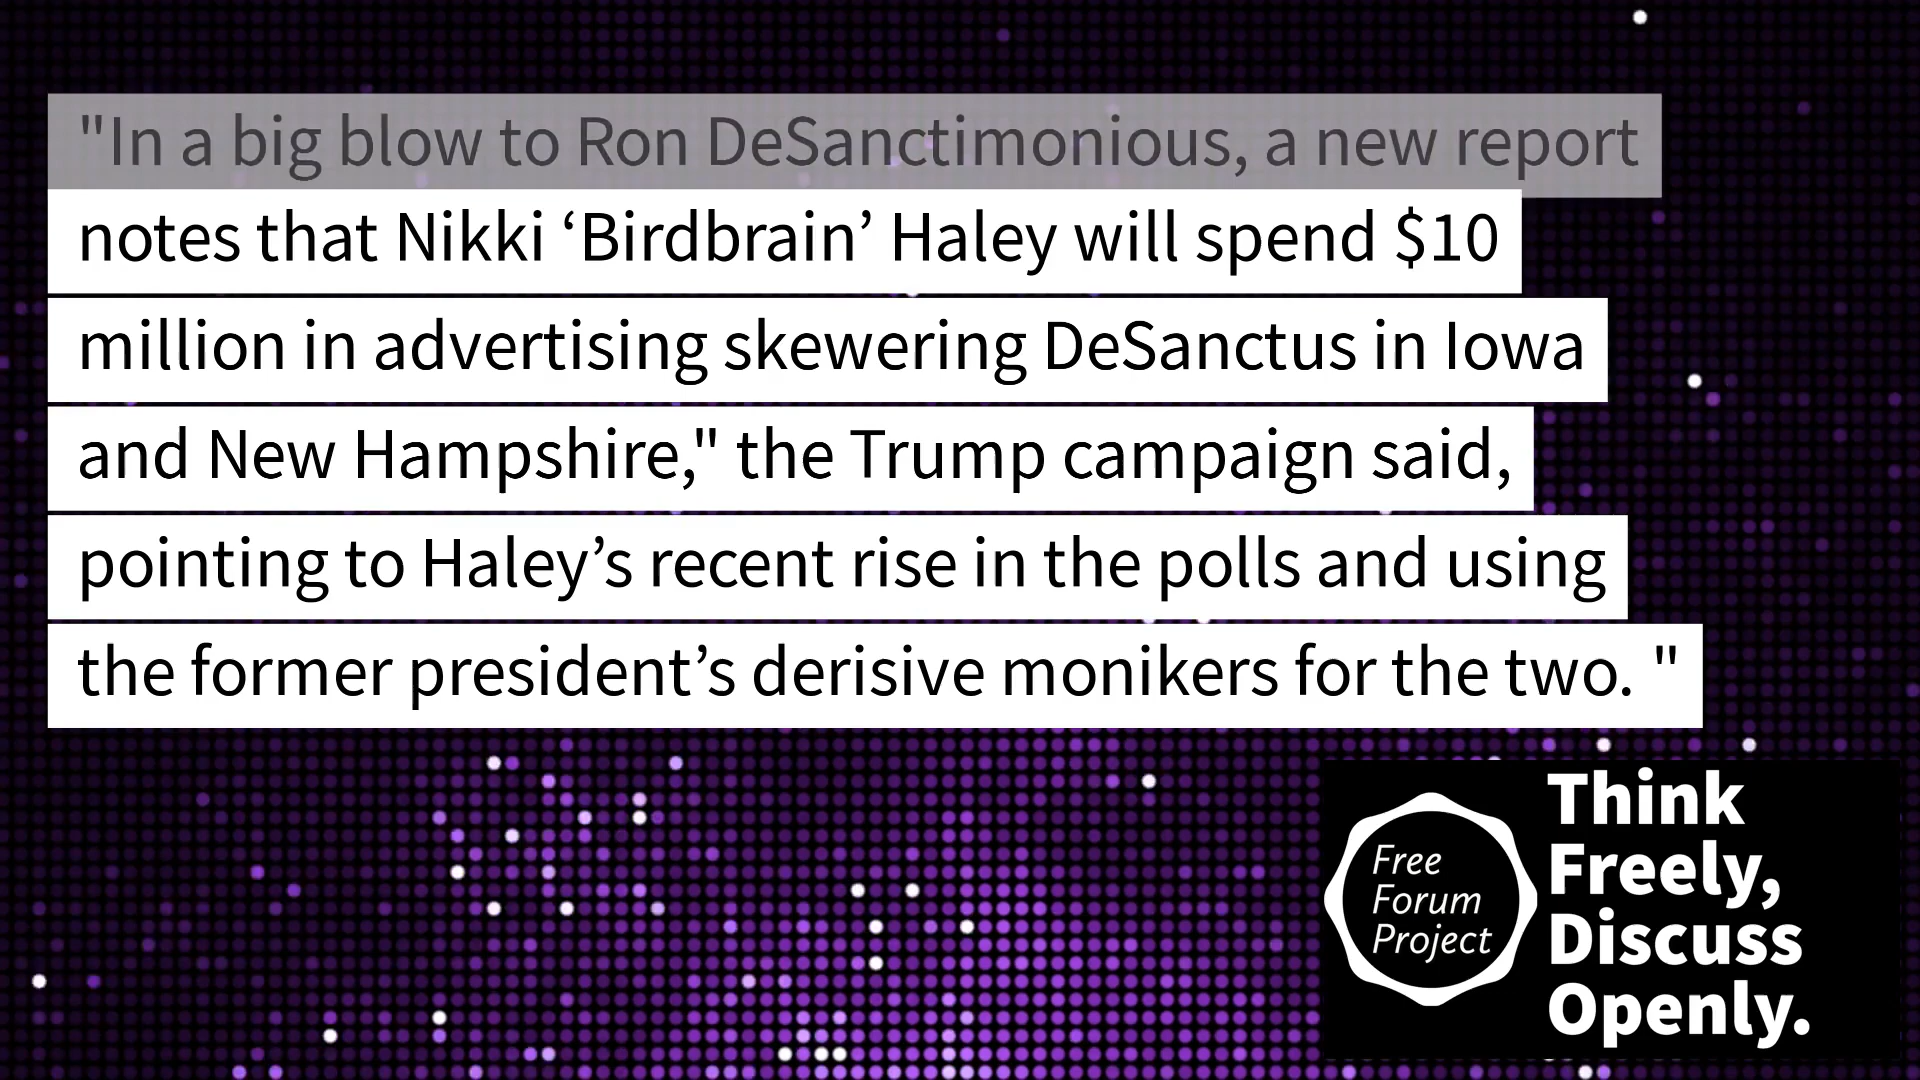 "In a big blow to Ron DeSanctimonious, a new report
notes that Nikki ‘Birdbrain’ Haley will spend $10
million in advertising skewering DeSanctus in Iowa
and New Hampshire," the Trump campaign said,
pointing to Haley’s recent rise in the polls and using
the former president’s derisive monikers for the two. "
Free
Forum
Project
Think
Freely,
Discuss
Openly.